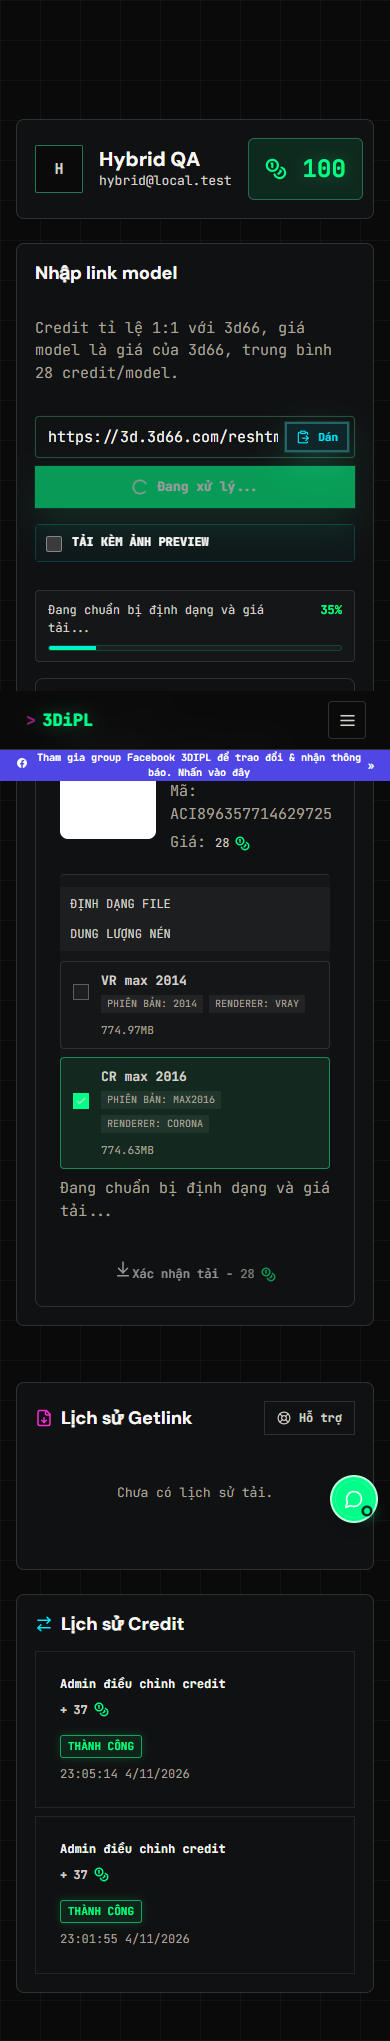 H
Hybrid QA
hybrid@local.test
100
Nhập link model
Credit tỉ lệ 1:1 với 3d66, giá
model là giá của 3d66, trung bình
28 credit/model.
https://3d.3d66.com/reshtm
Dán
Đang xử lý...
TẢI KÈM ẢNH PREVIEW
Đang chuẩn bị định dạng và giá
tải...
35%
> 3DiPL
Tham gia group Facebook 3DIPL để trao đổi & nhận thông
báo. Nhấn vào đây
»
Mã:
ACI896357714629725
Giá: 28
ĐỊNH DẠNG FILE
DUNG LƯỢNG NÉN
VR max 2014
PHIÊN BẢN: 2014
RENDERER: VRAY
774.97MB
CR max 2016
PHIÊN BẢN: MAX2016
RENDERER: CORONA
774.63MB
Đang chuẩn bị định dạng và giá
tải...
Xác nhận tải - 28
Lịch sử Getlink
Hỗ trợ
Chưa có lịch sử tải.
Lịch sử Credit
Admin điều chỉnh credit
+ 37
THÀNH CÔNG
23:05:14 4/11/2026
Admin điều chỉnh credit
+ 37
THÀNH CÔNG
23:01:55 4/11/2026